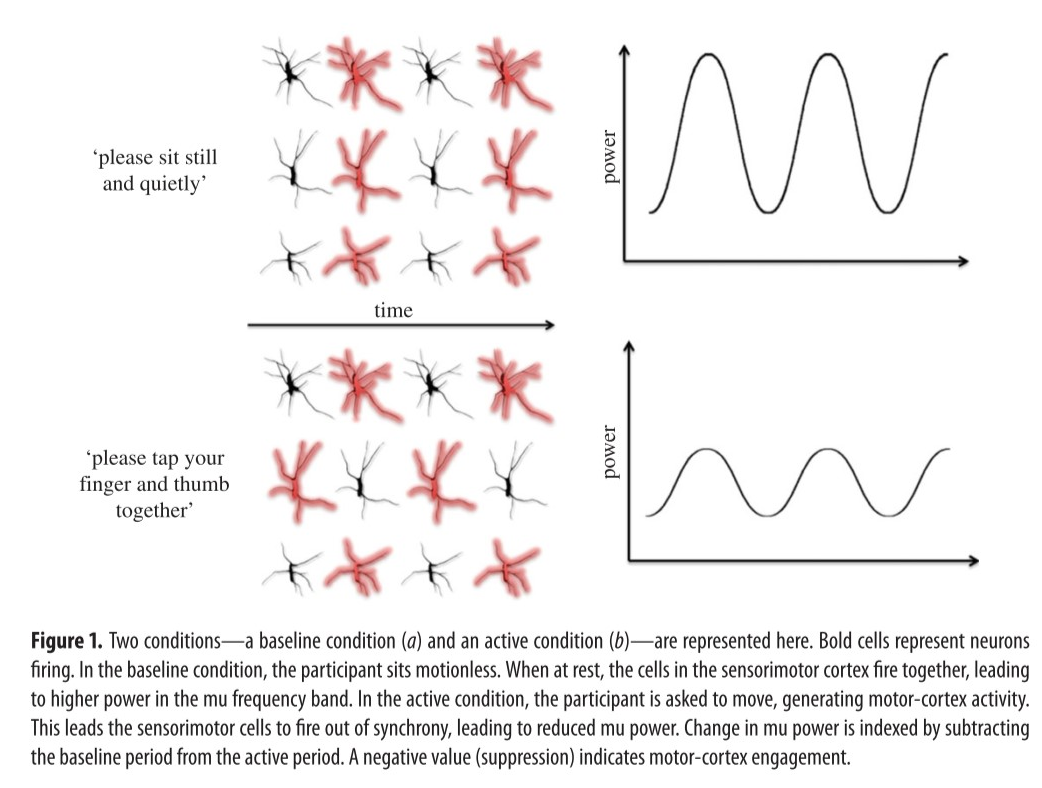 ‘please sit still
and quietly’
power
time
‘please tap your
finger and thumb
together’
power
Figure 1. Two conditions—a baseline condition (a) and an active condition (b)—are represented here. Bold cells represent neurons
firing. In the baseline condition, the participant sits motionless. When at rest, the cells in the sensorimotor cortex fire together, leading
to higher power in the mu frequency band. In the active condition, the participant is asked to move, generating motor-cortex activity.
This leads the sensorimotor cells to fire out of synchrony, leading to reduced mu power. Change in mu power is indexed by subtracting
the baseline period from the active period. A negative value (suppression) indicates motor-cortex engagement.